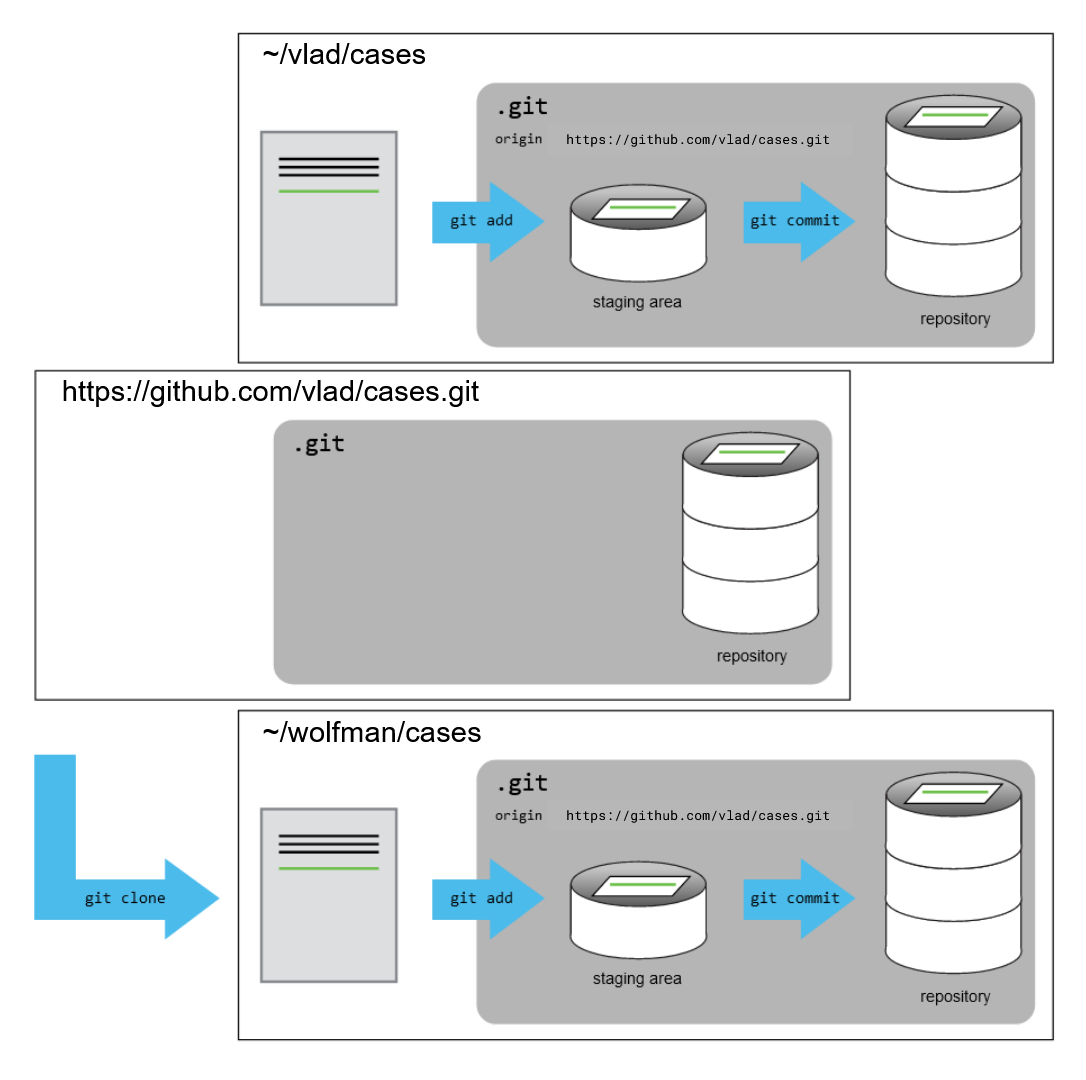 ~/vlad/cases
.git
origin https://github.com/vlad/cases.git
git add
git commit
staging area
repository
https://github.com/vlad/cases.git
.git
repository
~/wolfman/cases
.git
origin https://github.com/vlad/cases.git
git clone
git add
git commit
staging area
repository